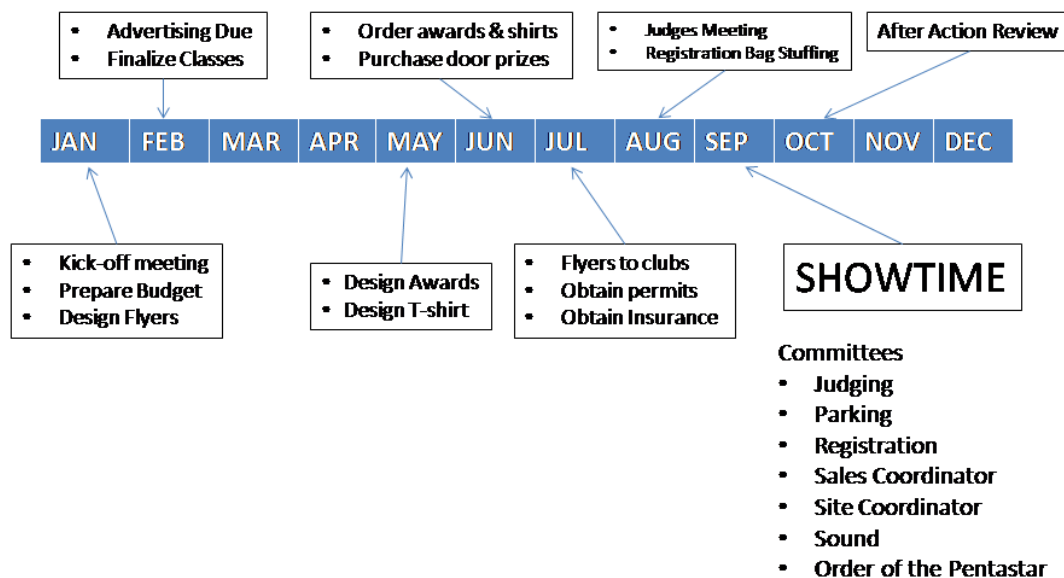 • Advertising Due
• Finalize Classes
• Order awards & shirts
• Purchase door prizes
• Judges Meeting
• Registration Bag Stuffing
After Action Review
JAN FEB MAR APR MAY JUN JUL AUG SEP OCT NOV DEC
• Kick-off meeting
• Prepare Budget
• Design Flyers
• Design Awards
• Design T-shirt
• Flyers to clubs
• Obtain permits
• Obtain Insurance
SHOWTIME
Committees
• Judging
• Parking
• Registration
• Sales Coordinator
• Site Coordinator
• Sound
• Order of the Pentastar